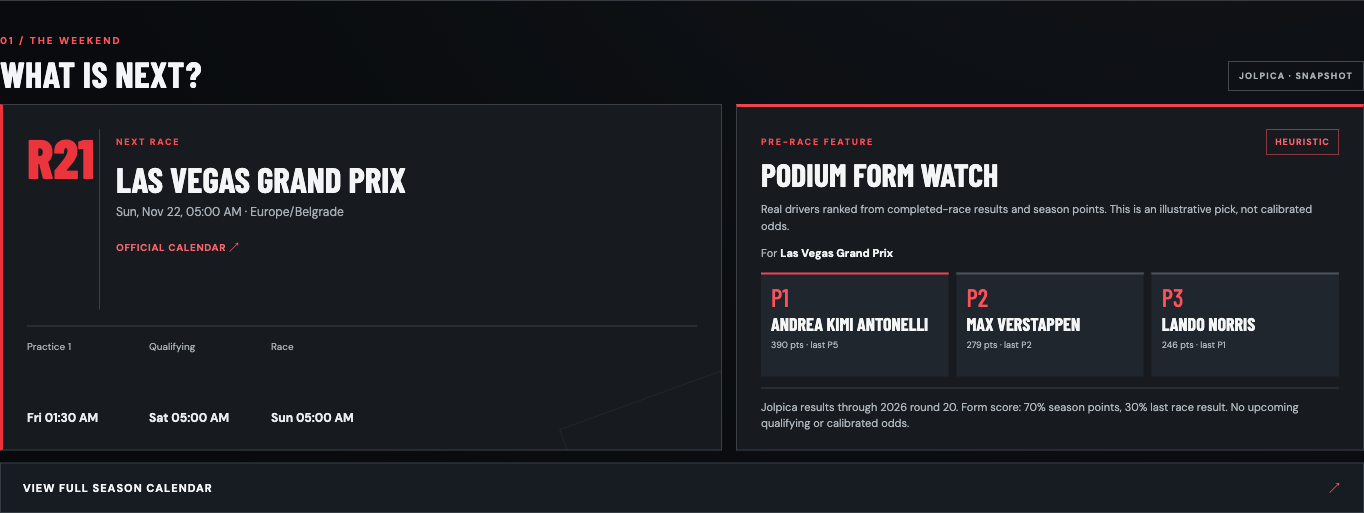 01 / THE WEEKEND
WHAT IS NEXT?
JOLPICA · SNAPSHOT
R21
NEXT RACE
LAS VEGAS GRAND PRIX
Sun, Nov 22, 05:00 AM · Europe/Belgrade
OFFICIAL CALENDAR ↗
Practice 1
Qualifying
Race
Fri 01:30 AM
Sat 05:00 AM
Sun 05:00 AM
PRE-RACE FEATURE
HEURISTIC
PODIUM FORM WATCH
Real drivers ranked from completed-race results and season points. This is an illustrative pick, not calibrated
odds.
For Las Vegas Grand Prix
P1
ANDREA KIMI ANTONELLI
390 pts · last P5
P2
MAX VERSTAPPEN
279 pts · last P2
P3
LANDO NORRIS
246 pts · last P1
Jolpica results through 2026 round 20. Form score: 70% season points, 30% last race result. No upcoming
qualifying or calibrated odds.
VIEW FULL SEASON CALENDAR ↗